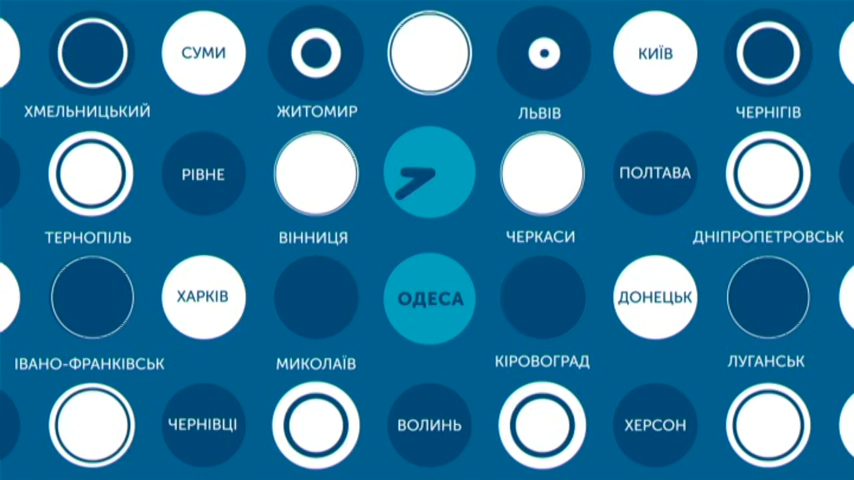 СУМИ
КИЇВ
ХМЕЛЬНИЦЬКИЙ
ЖИТОМИР
ЛЬВІВ
ЧЕРНІГІВ
РІВНЕ
ПОЛТАВА
ТЕРНОПІЛЬ
ВІННИЦЯ
ЧЕРКАСИ
ДНІПРОПЕТРОВСЬК
ХАРКІВ
ОДЕСА
ДОНЕЦЬК
ІВАНО-ФРАНКІВСЬК
МИКОЛАЇВ
КІРОВОГРАД
ЛУГАНСЬК
ЧЕРНІВЦІ
ВОЛИНЬ
ХЕРСОН